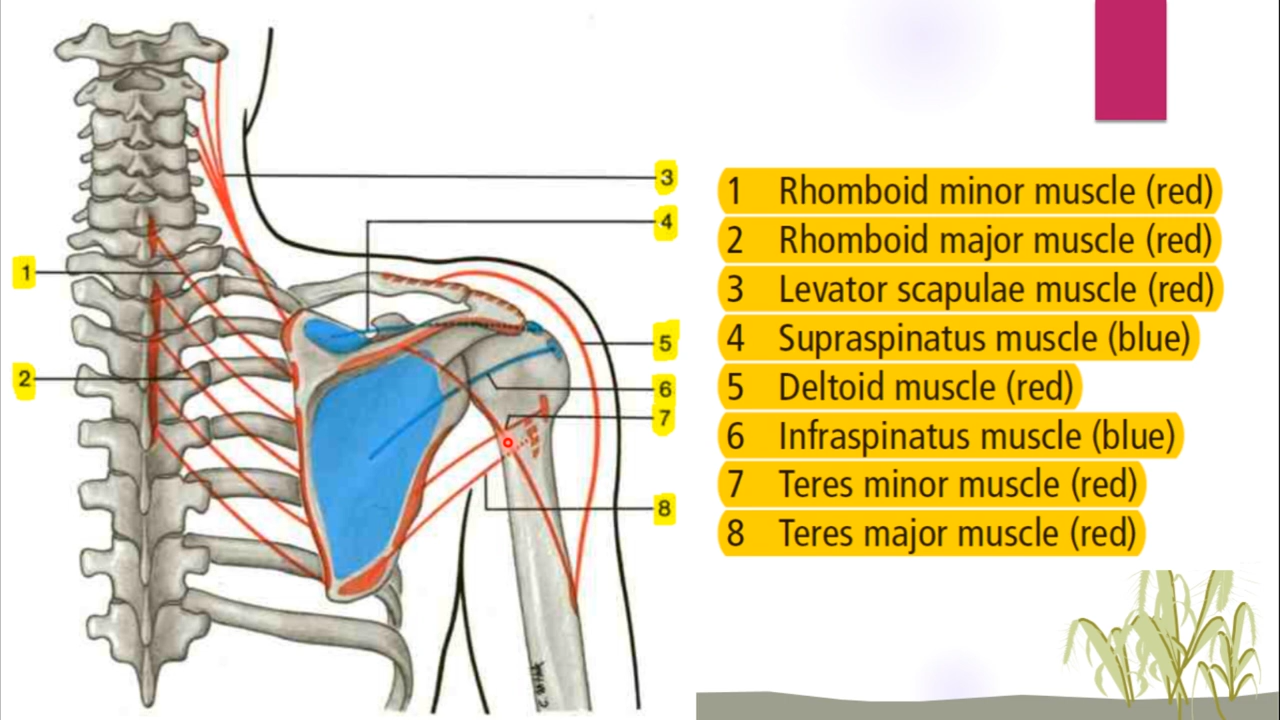 3
4
1
5
2
6
7
8
1 Rhomboid minor muscle (red)
2 Rhomboid major muscle (red)
3 Levator scapulae muscle (red)
4 Supraspinatus muscle (blue)
5 Deltoid muscle (red)
6 Infraspinatus muscle (blue)
7 Teres minor muscle (red)
8 Teres major muscle (red)